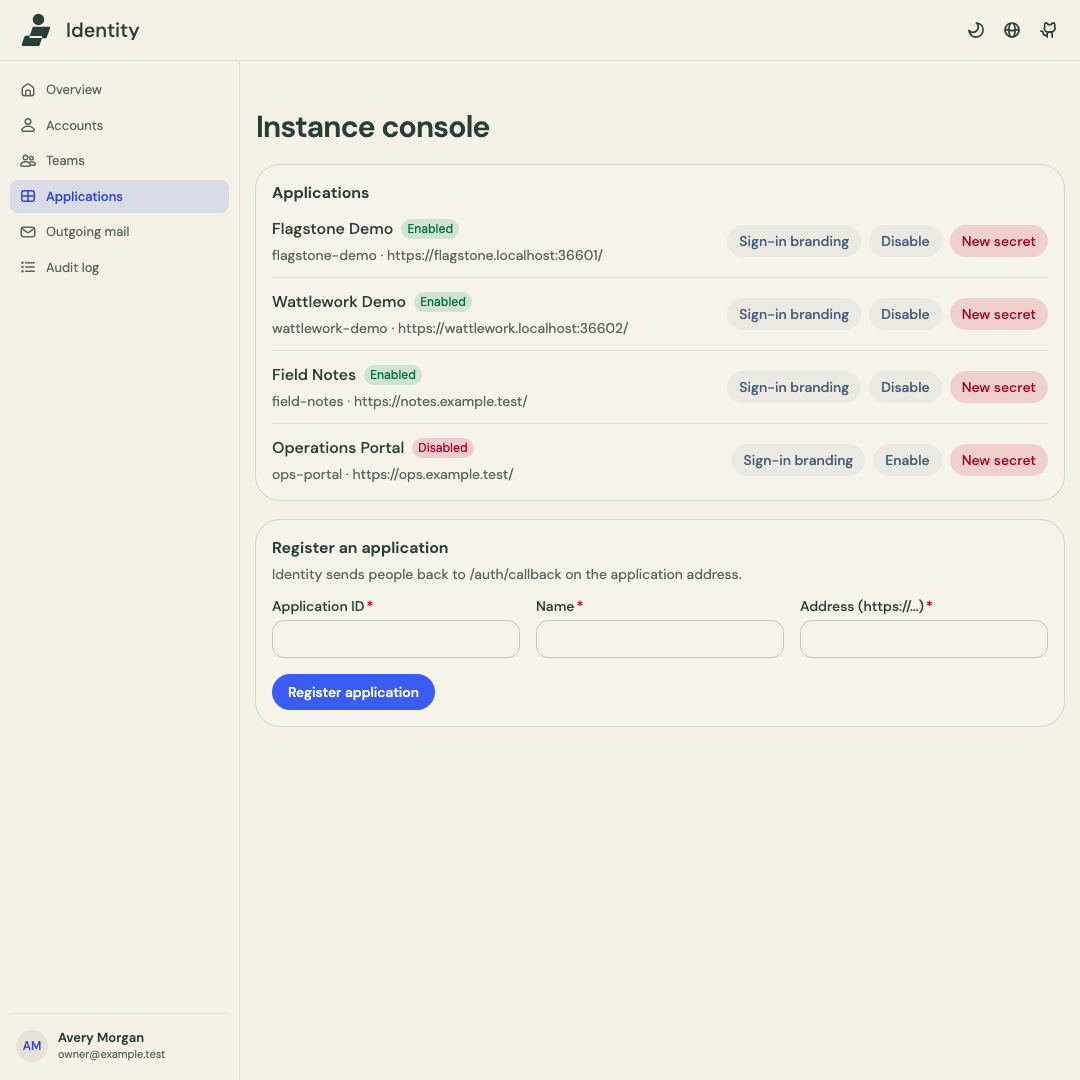 Identity
Overview
Accounts
Teams
Applications
Outgoing mail
Audit log
Instance console
Applications
Flagstone Demo Enabled
flagstone-demo · https://flagstone.localhost:36601/
Sign-in branding Disable New secret
Wattlework Demo Enabled
wattlework-demo · https://wattlework.localhost:36602/
Sign-in branding Disable New secret
Field Notes Enabled
field-notes · https://notes.example.test/
Sign-in branding Disable New secret
Operations Portal Disabled
ops-portal · https://ops.example.test/
Sign-in branding Enable New secret
Register an application
Identity sends people back to /auth/callback on the application address.
Application ID* Name* Address (https://…)*
Register application
AM
Avery Morgan
owner@example.test